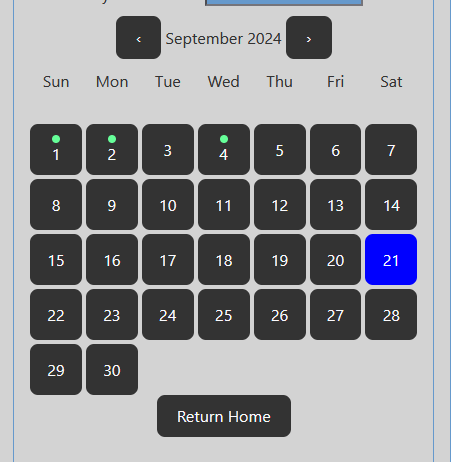 ‹ September 2024 ›
Sun Mon Tue Wed Thu Fri Sat
1 2 3 4 5 6 7
8 9 10 11 12 13 14
15 16 17 18 19 20 21
22 23 24 25 26 27 28
29 30
Return Home